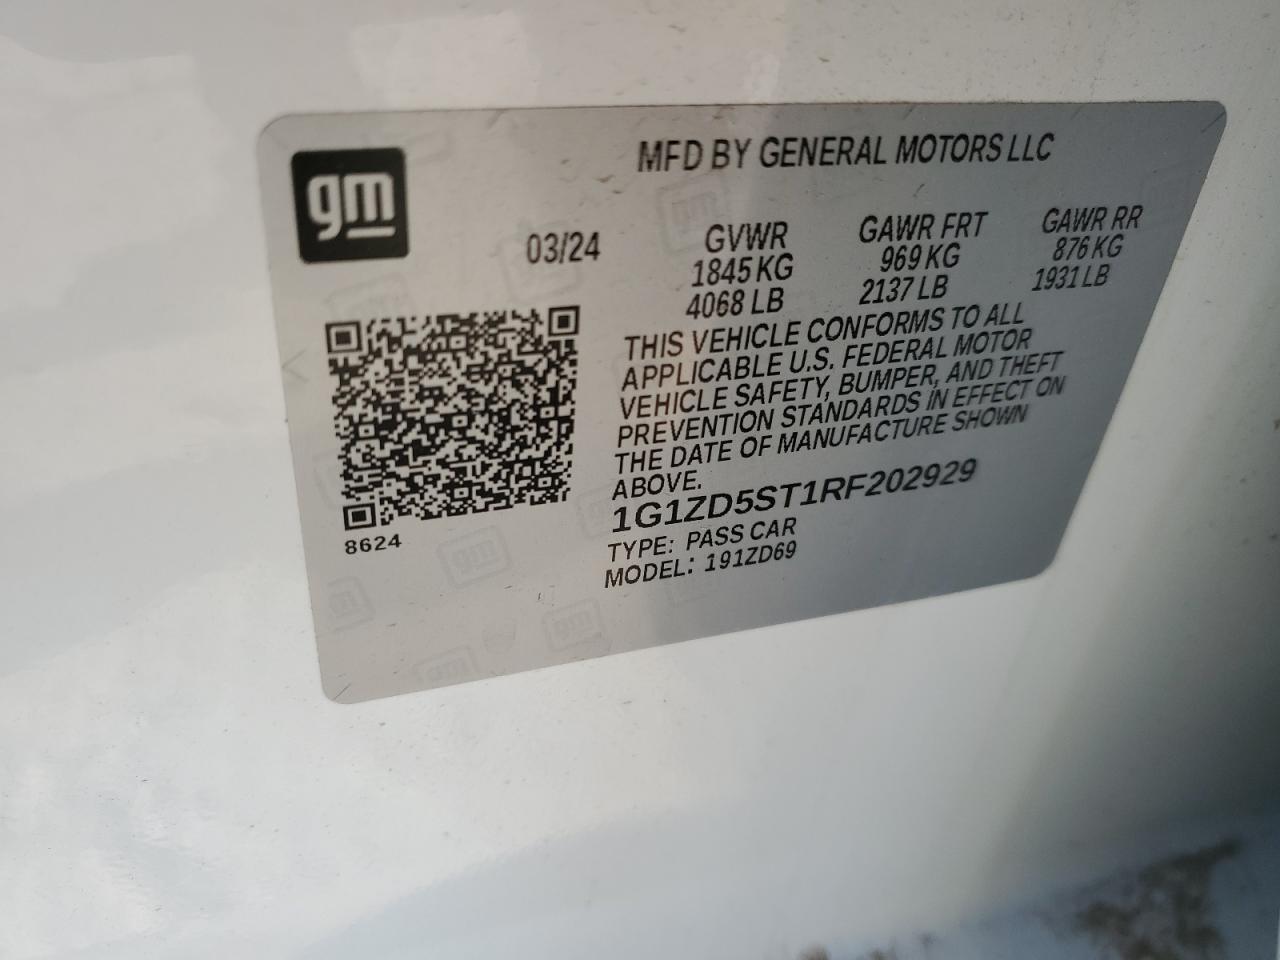 gm
MFD BY GENERAL MOTORS LLC
03/24
GVWR
1845 KG
4068 LB
GAWR FRT
969 KG
2137 LB
GAWR RR
876 KG
1931 LB
THIS VEHICLE CONFORMS TO ALL
APPLICABLE U.S. FEDERAL MOTOR
VEHICLE SAFETY, BUMPER, AND THEFT
PREVENTION STANDARDS IN EFFECT ON
THE DATE OF MANUFACTURE SHOWN
ABOVE.
1G1ZD5ST1RF202929
TYPE: PASS CAR
MODEL: 191ZD69
8624